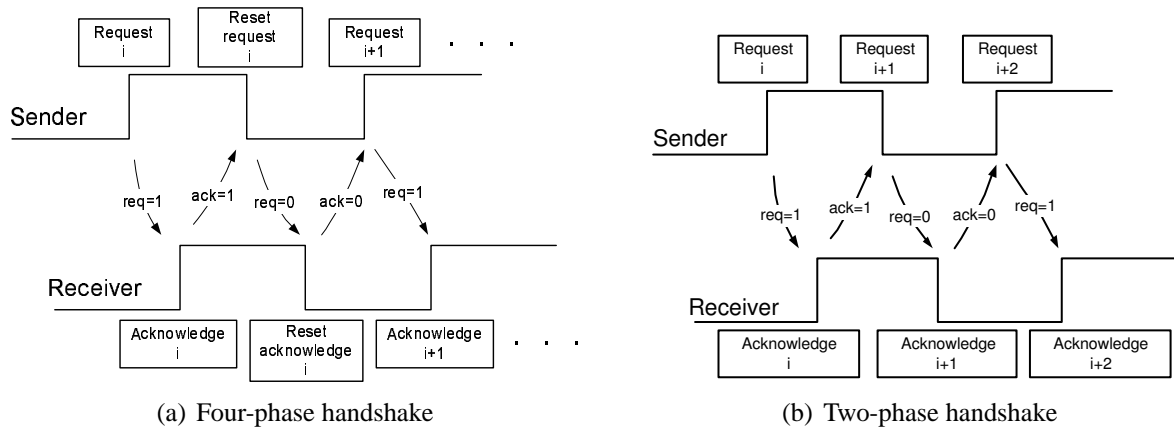 Request
i
Reset
request
i
Request
i+1
. . .
Sender
req=1
ack=1
req=0
ack=0
req=1
Receiver
Acknowledge
i
Reset
acknowledge
i
Acknowledge
i+1
. . .
(a) Four-phase handshake
Request
i
Request
i+1
Request
i+2
Sender
req=1
ack=1
req=0
ack=0
req=1
Receiver
Acknowledge
i
Acknowledge
i+1
Acknowledge
i+2
(b) Two-phase handshake